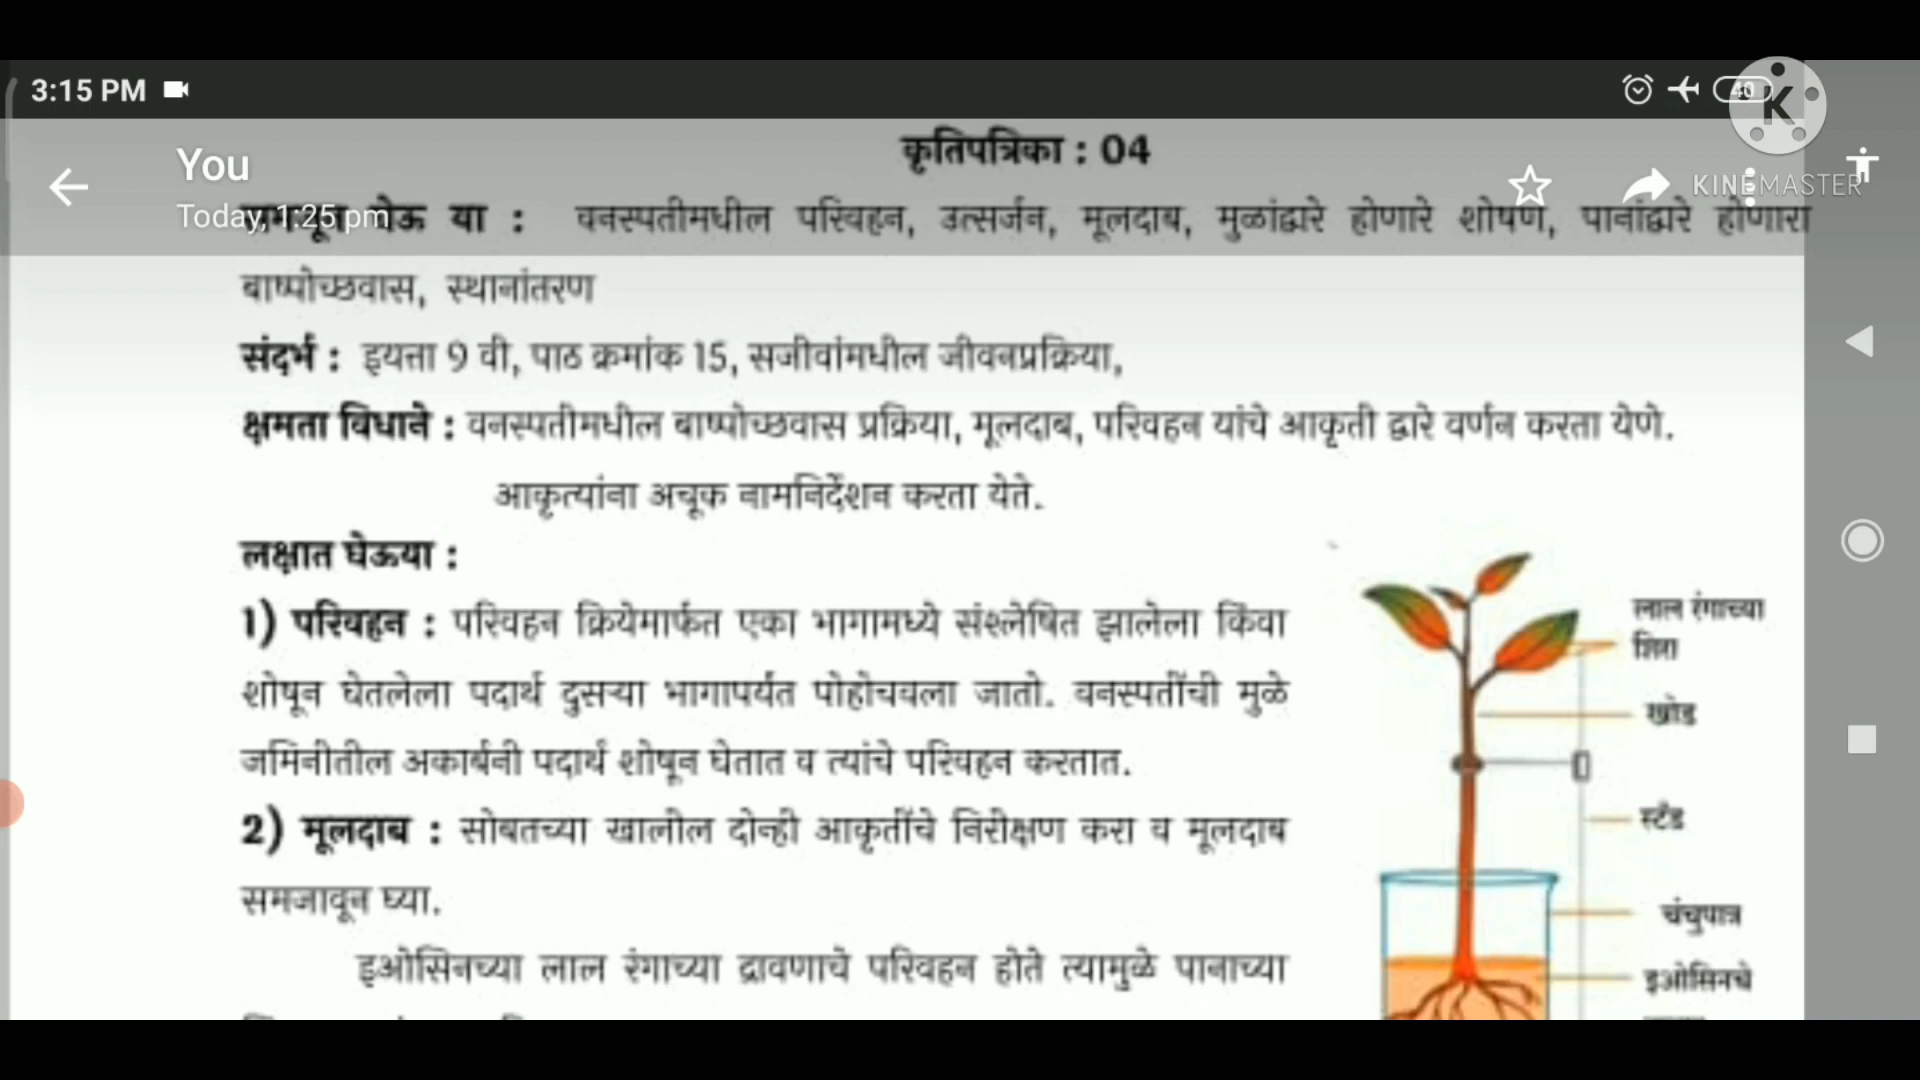 3:15 PM
40
K
KINEMASTER
You
Today, 1:25 pm
कृतिपत्रिका : 04
घेऊ या : वनस्पतीमधील परिवहन, उत्सर्जन, मूलदाब, मुळांद्वारे होणारे शोषण, पानांद्वारे होणारा
बाष्पोच्छवास, स्थानांतरण
संदर्भ : इयत्ता 9 वी, पाठ क्रमांक 15, सजीवांमधील जीवनप्रक्रिया,
क्षमता विधाने : वनस्पतीमधील बाष्पोच्छवास प्रक्रिया, मूलदाब, परिवहन यांचे आकृती द्वारे वर्णन करता येणे.
आकृत्यांना अचूक नामनिर्देशन करता येते.
लक्षात घेऊया :
1) परिवहन : परिवहन क्रियेमार्फत एका भागामध्ये संश्लेषित झालेला किंवा
शोषून घेतलेला पदार्थ दुसऱ्या भागापर्यंत पोहोचवला जातो. वनस्पतींची मुळे
जमिनीतील अकार्बनी पदार्थ शोषून घेतात व त्यांचे परिवहन करतात.
2) मूलदाब : सोबतच्या खालील दोन्ही आकृतींचे निरीक्षण करा व मूलदाब
समजावून घ्या.
इओसिनच्या लाल रंगाच्या द्रावणाचे परिवहन होते त्यामुळे पानाच्या
लाल रंगाच्या
शिरा
खोड
स्टँड
चंचुपात्र
इओसिनचे